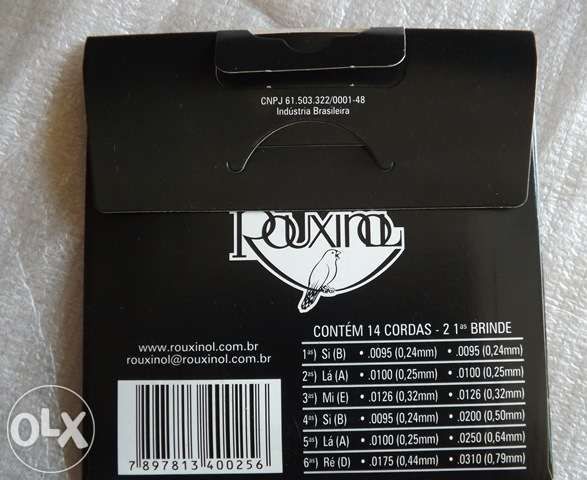 CNPJ 61.503.322/0001-48
Indústria Brasileira
ROUXINOL
www.rouxinol.com.br
rouxinol@rouxinol.com.br
CONTÉM 14 CORDAS - 2 1ªs BRINDE
1ªs) Si (B) • .0095 (0,24mm) • .0095 (0,24mm)
2ªs) Lá (A) • .0100 (0,25mm) • .0100 (0,25mm)
3ªs) Mi (E) • .0126 (0,32mm) • .0126 (0,32mm)
4ªs) Si (B) • .0095 (0,24mm) • .0200 (0,50mm)
5ªs) Lá (A) • .0100 (0,25mm) • .0250 (0,64mm)
6ªs) Ré (D) • .0175 (0,44mm) • .0310 (0,79mm)
7 897813 400256
OLX